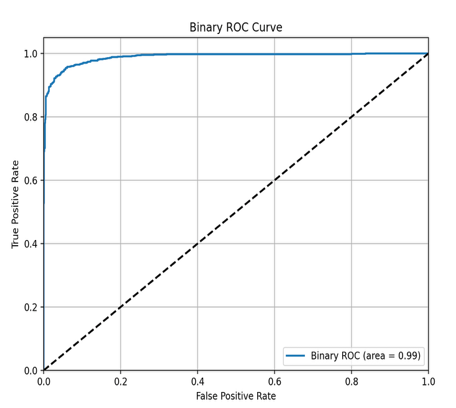 Binary ROC Curve
True Positive Rate
1.0
0.8
0.6
0.4
0.2
0.0
Binary ROC (area = 0.99)
0.0 0.2 0.4 0.6 0.8 1.0
False Positive Rate